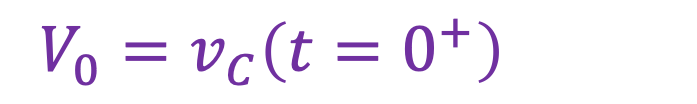 V₀ = v_C(t = 0⁺)